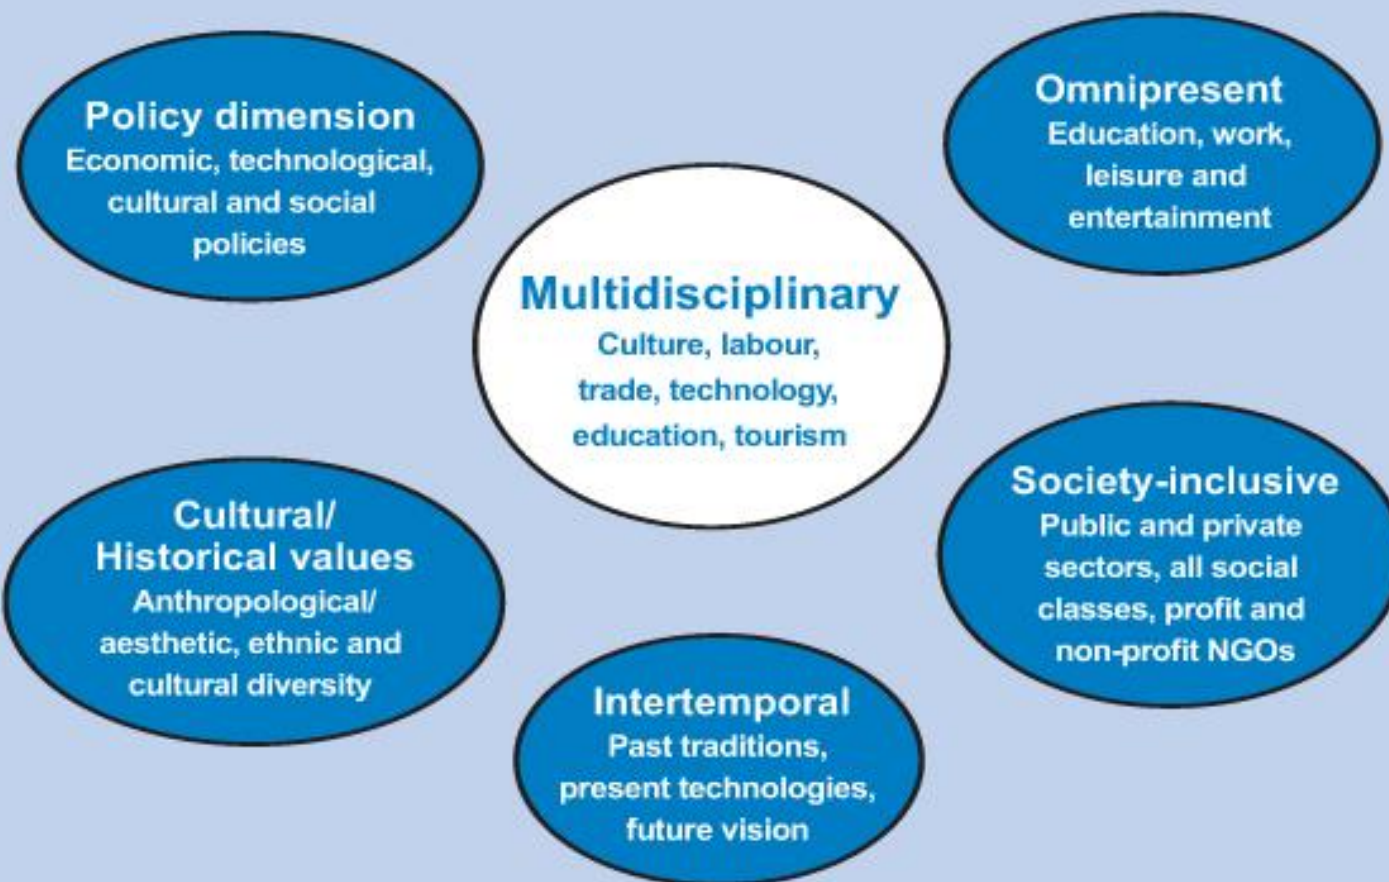 Policy dimension
Economic, technological,
cultural and social
policies
Omnipresent
Education, work,
leisure and
entertainment
Multidisciplinary
Culture, labour,
trade, technology,
education, tourism
Cultural/
Historical values
Anthropological/
aesthetic, ethnic and
cultural diversity
Society-inclusive
Public and private
sectors, all social
classes, profit and
non-profit NGOs
Intertemporal
Past traditions,
present technologies,
future vision